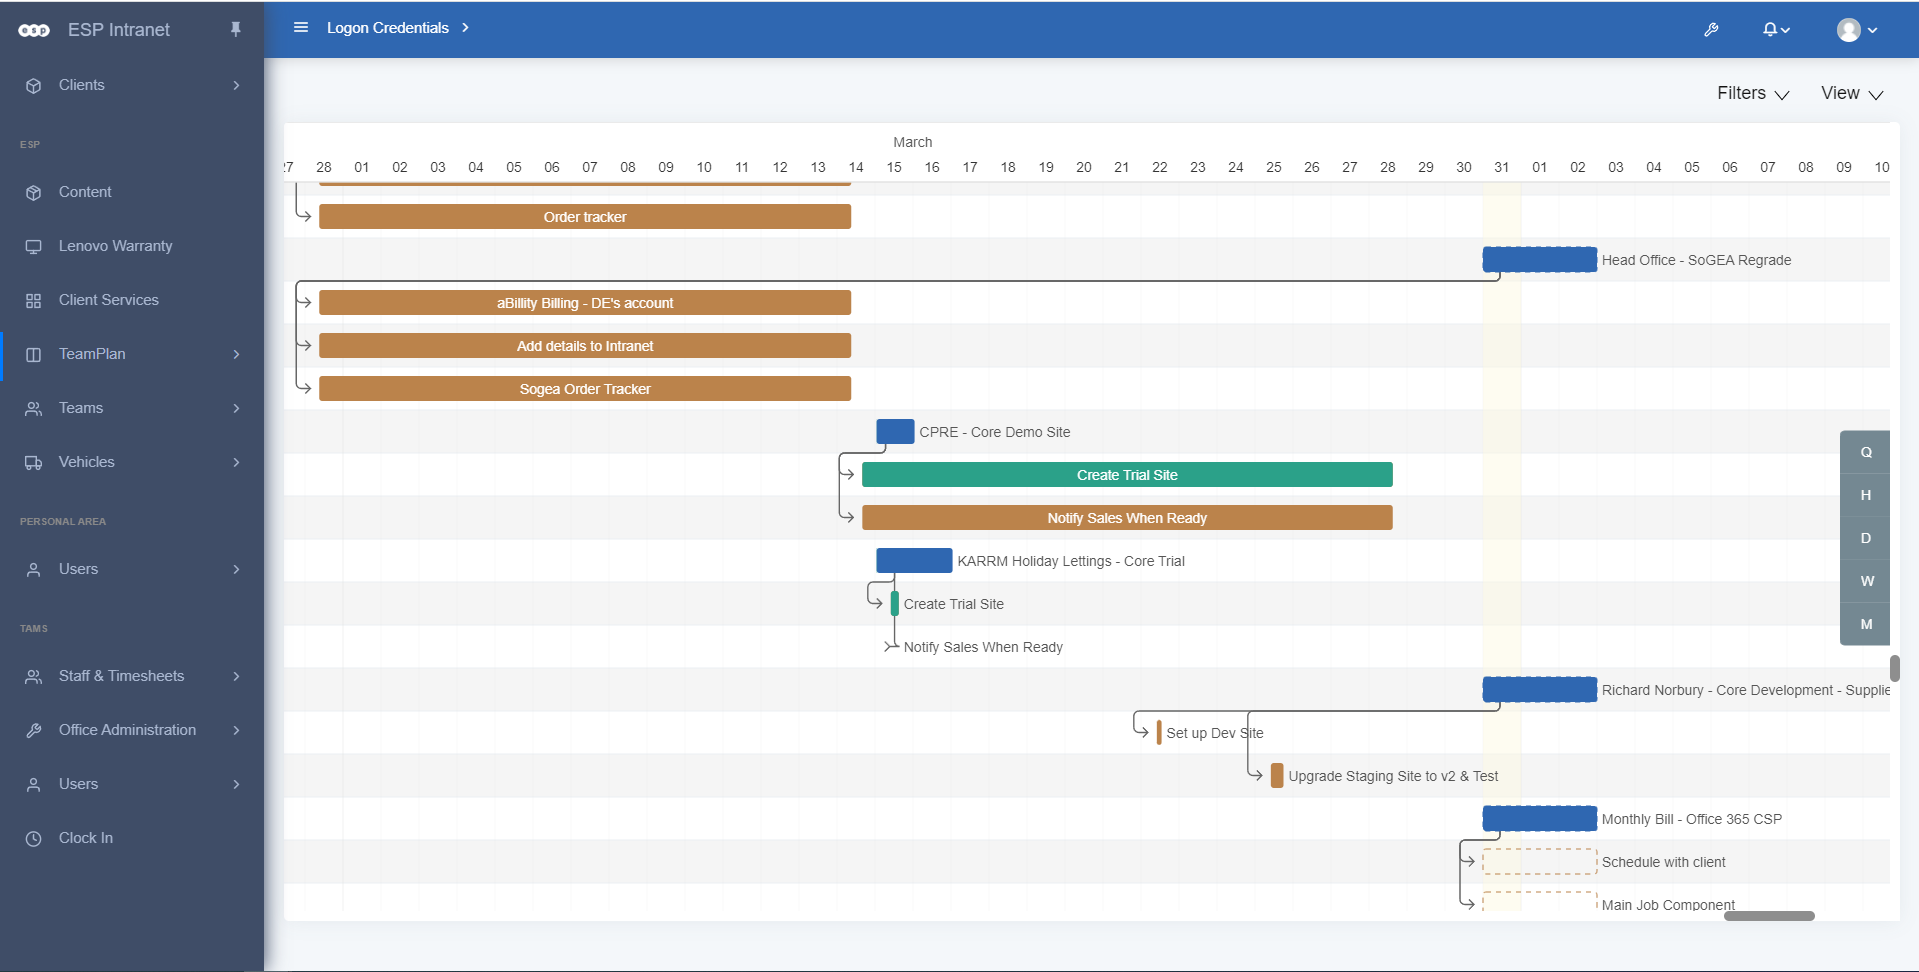 esp ESP Intranet
Logon Credentials
Clients
ESP
Content
Lenovo Warranty
Client Services
TeamPlan
Teams
Vehicles
PERSONAL AREA
Users
TAMS
Staff & Timesheets
Office Administration
Users
Clock In
Filters View
March
27 28 01 02 03 04 05 06 07 08 09 10 11 12 13 14 15 16 17 18 19 20 21 22 23 24 25 26 27 28 29 30 31 01 02 03 04 05 06 07 08 09 10
Order tracker
Head Office - SoGEA Regrade
aBillity Billing - DE's account
Add details to Intranet
Sogea Order Tracker
CPRE - Core Demo Site
Create Trial Site
Notify Sales When Ready
KARRM Holiday Lettings - Core Trial
Create Trial Site
Notify Sales When Ready
Richard Norbury - Core Development - Supplie
Set up Dev Site
Upgrade Staging Site to v2 & Test
Monthly Bill - Office 365 CSP
Schedule with client
Main Job Component
Q
H
D
W
M